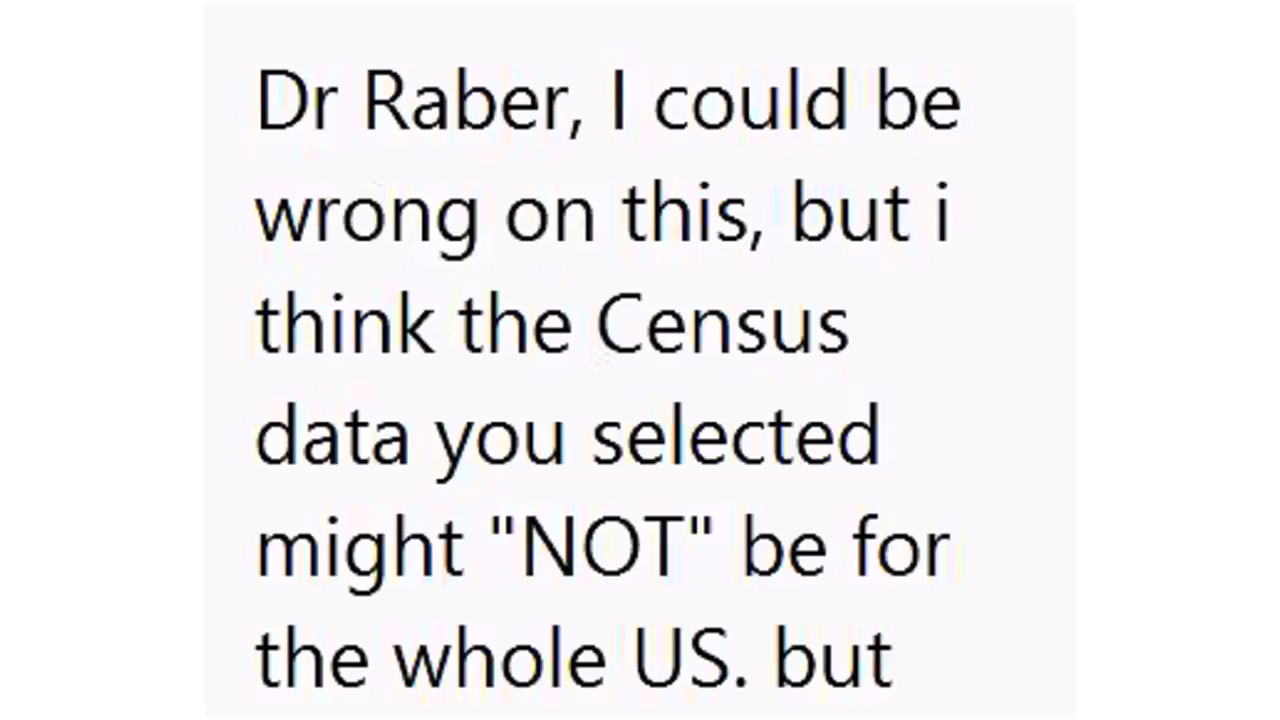 Dr Raber, I could be
wrong on this, but i
think the Census
data you selected
might "NOT" be for
the whole US. but